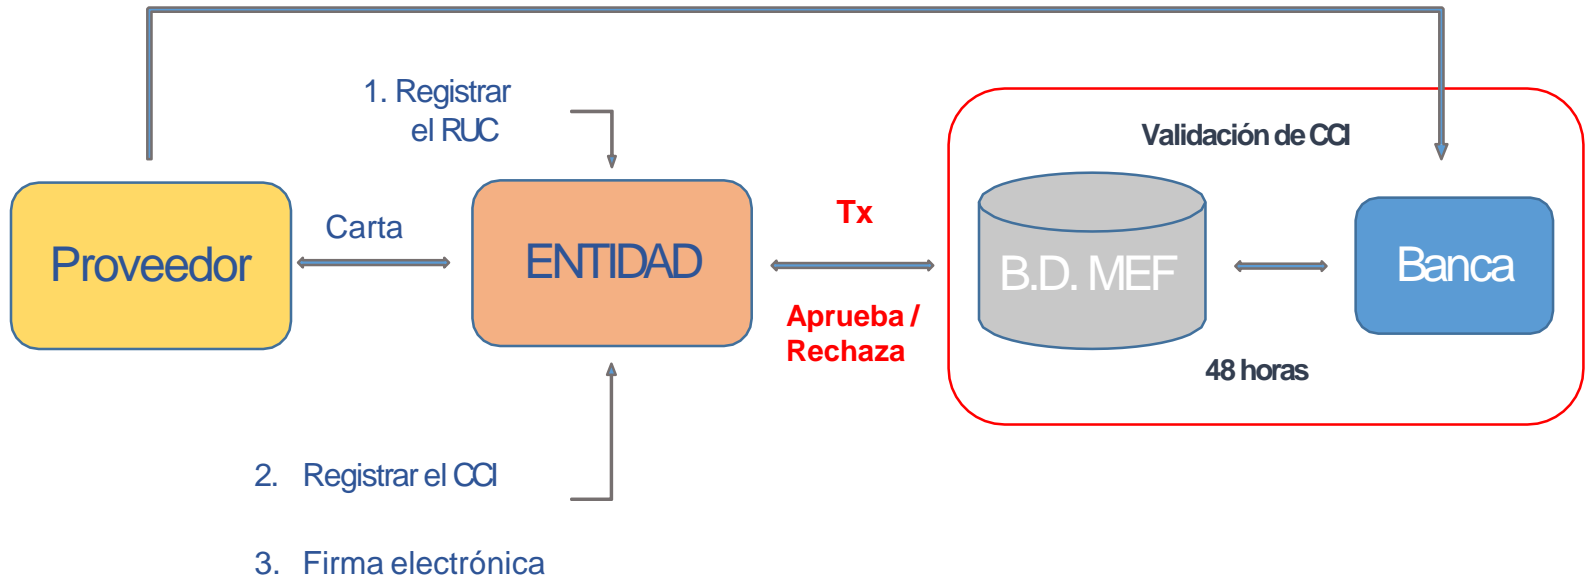 1. Registrar
el RUC
Validación de CCI
Proveedor
Carta
ENTIDAD
Tx
Aprueba /
Rechaza
B.D. MEF
Banca
48 horas
2. Registrar el CCI
3. Firma electrónica